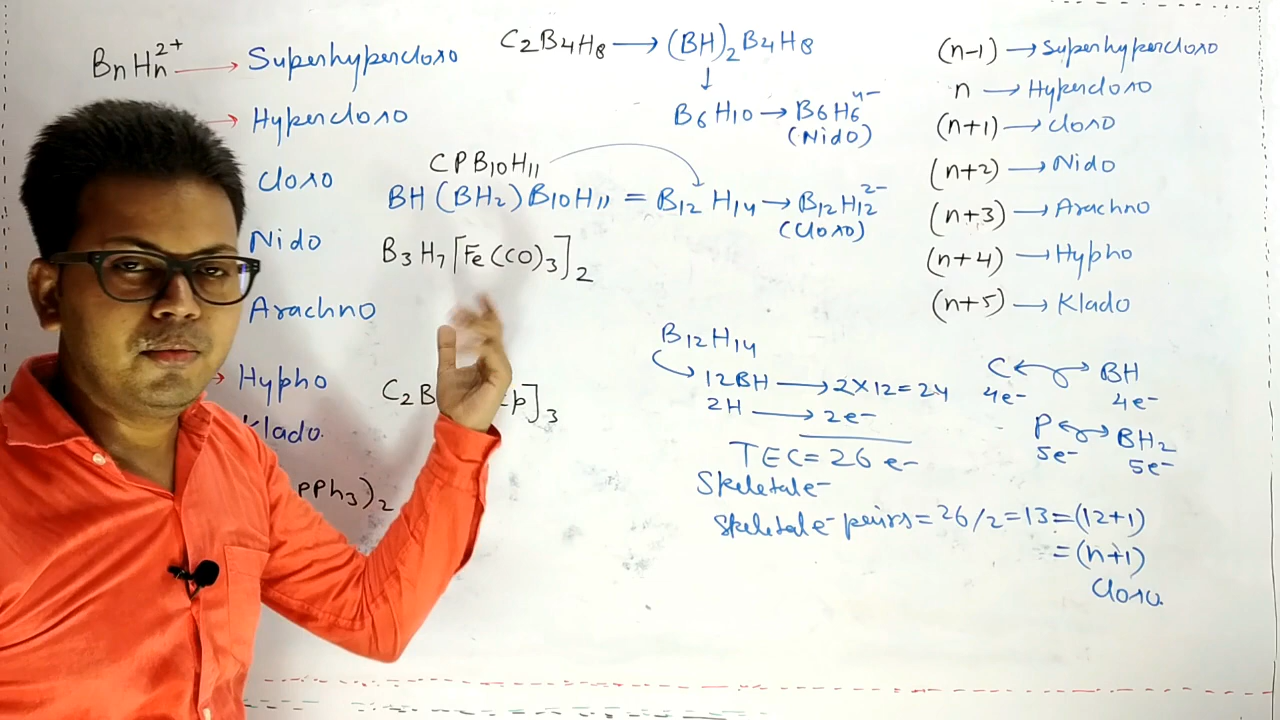 BnHn2+ → Superhypercloso
→ Hypercloso
Closo
Nido
Arachno
→ Hypho
Klado.
PPh3)2
C2B4H8 → (BH)2B4H8
↓
B6H10 → B6H6 4-
(Nido)
CPB10H11
BH (BH2) B10H11 = B12H14 → B12H12 2-
(Closo)
B3H7[Fe(CO)3]2
C2B
p]3
(n-1) → Superhypercloso
n → Hypercloso
(n+1) → Closo
(n+2) → Nido
(n+3) → Arachno
(n+4) → Hypho
(n+5) → Klado
B12H14
12BH → 2×12=24
2H → 2e-
TEC= 26 e-
Skeletal e-
Skeletal e- pairs = 26/2=13=(12+1)
=(n+1)
Closo.
C ↔ BH
4e- 4e-
P ↔ BH2
5e- 5e-